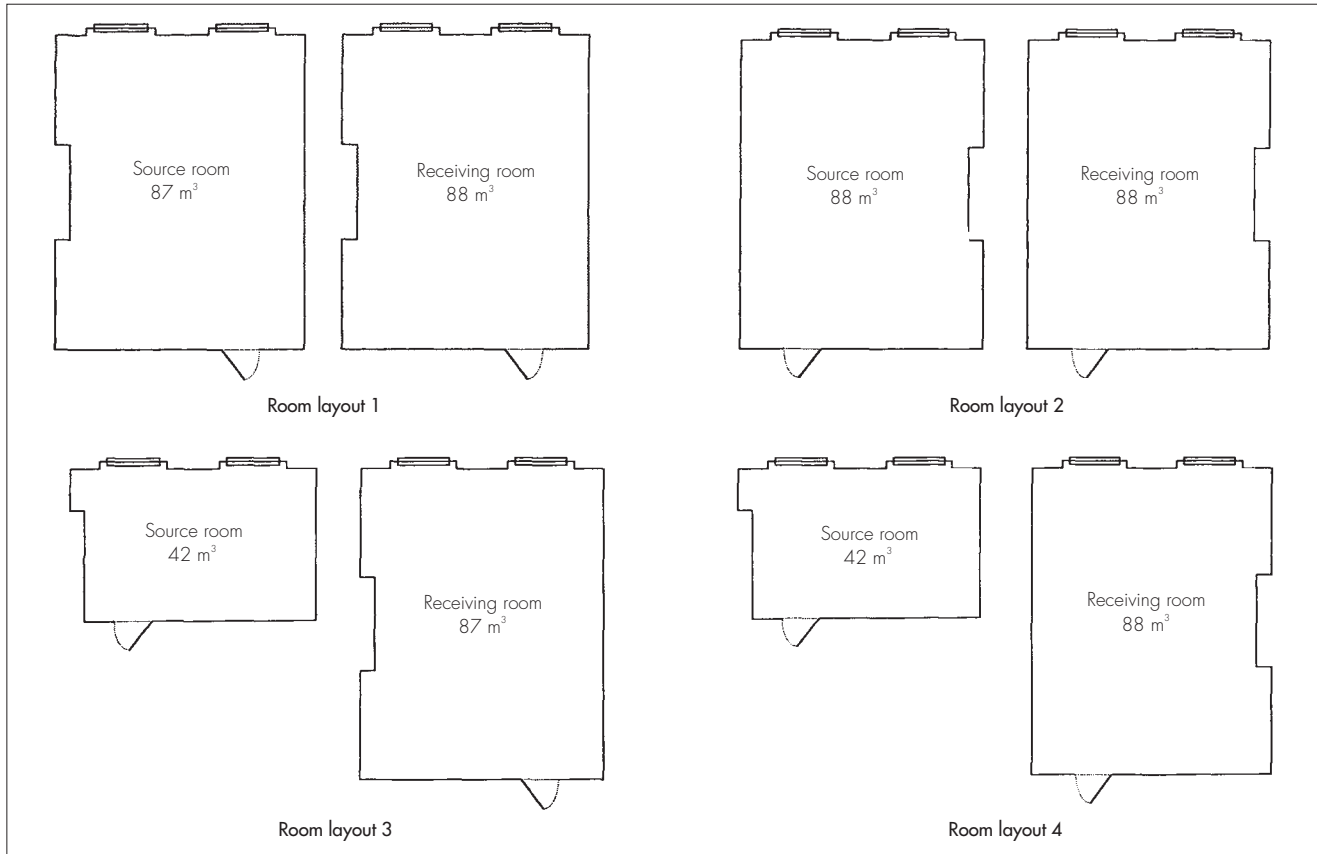 Source room
87 m³
Receiving room
88 m³
Room layout 1
Source room
88 m³
Receiving room
88 m³
Room layout 2
Source room
42 m³
Receiving room
87 m³
Room layout 3
Source room
42 m³
Receiving room
88 m³
Room layout 4